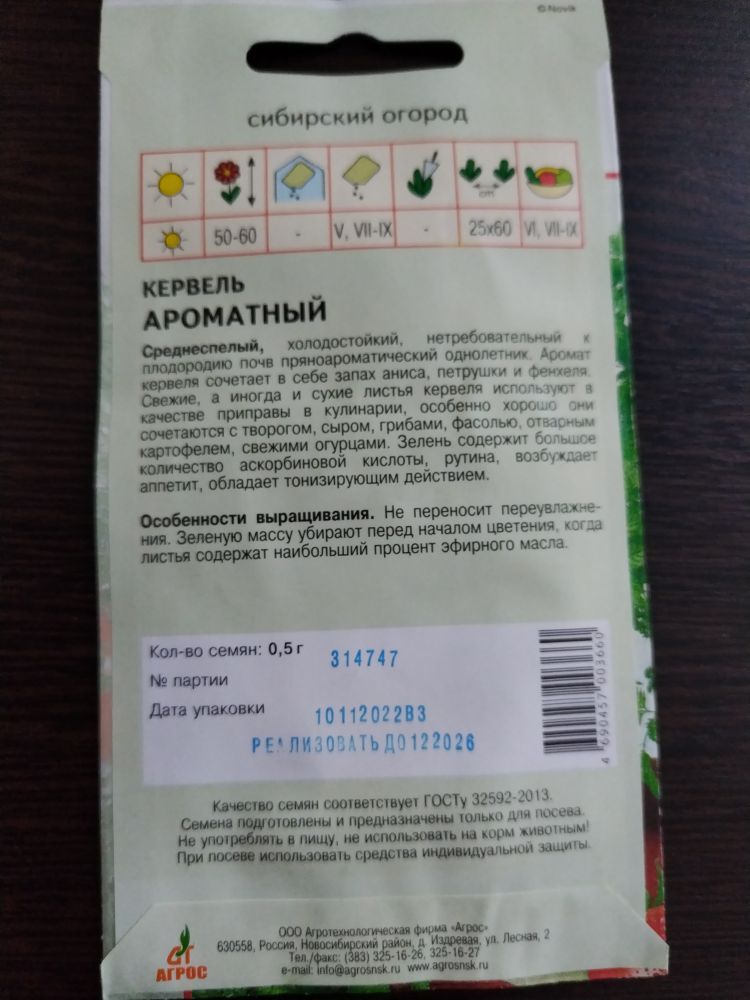 © Novik
сибирский огород
cm
50-60 - V, VII-IX - 25x60 VI, VII-IX
КЕРВЕЛЬ
АРОМАТНЫЙ
Среднеспелый, холодостойкий, нетребовательный к
плодородию почв пряноароматический однолетник. Аромат
кервеля сочетает в себе запах аниса, петрушки и фенхеля.
Свежие, а иногда и сухие листья кервеля используют в
качестве приправы в кулинарии, особенно хорошо они
сочетаются с творогом, сыром, грибами, фасолью, отварным
картофелем, свежими огурцами. Зелень содержит большое
количество аскорбиновой кислоты, рутина, возбуждает
аппетит, обладает тонизирующим действием.
Особенности выращивания. Не переносит переувлажне-
ния. Зеленую массу убирают перед началом цветения, когда
листья содержат наибольший процент эфирного масла.
Кол-во семян: 0,5 г
314747
№ партии
Дата упаковки
10112022В3
РЕАЛИЗОВАТЬ ДО 122026
4 690457 003660
Качество семян соответствует ГОСТу 32592-2013.
Семена подготовлены и предназначены только для посева.
Не употреблять в пищу, не использовать на корм животным!
При посеве использовать средства индивидуальной защиты.
АГРОС
ООО Агротехнологическая фирма «Агрос»
630558, Россия, Новосибирский район, д. Издревая, ул. Лесная, 2
Тел./факс: (383) 325-16-26, 325-16-27
e-mail: info@agrosnsk.ru www.agrosnsk.ru